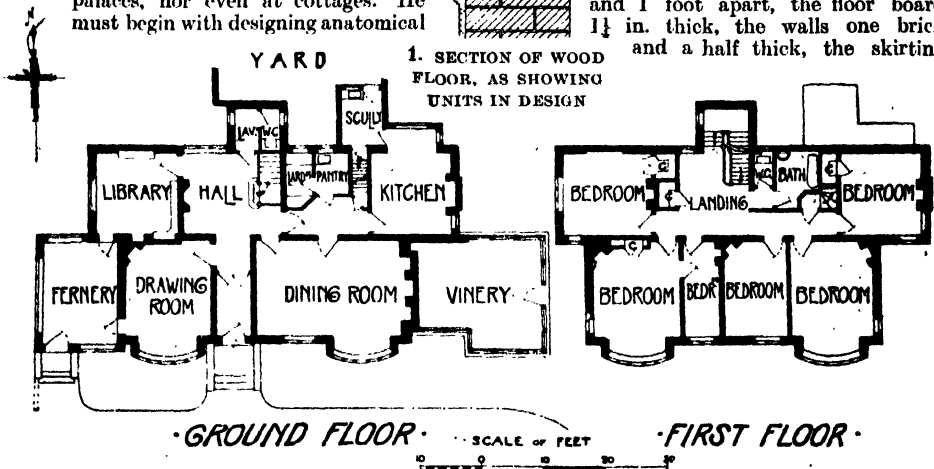 palaces, nor even at cottages. He
must begin with designing anatomical
and 1 foot apart, the floor boar
1¼ in. thick, the walls one bric
and a half thick, the skirtin
1. SECTION OF WOOD
FLOOR, AS SHOWING
UNITS IN DESIGN
YARD
SCULLY
LAV. WC
LARDR PANTRY
LIBRARY HALL KITCHEN
FERNERY DRAWING
ROOM DINING ROOM VINERY
GROUND FLOOR
BEDROOM C W.C. BATH C BEDROOM
C LANDING
C
BEDROOM BEDR BEDROOM BEDROOM
FIRST FLOOR
SCALE OF FEET
10 0 10 20 30